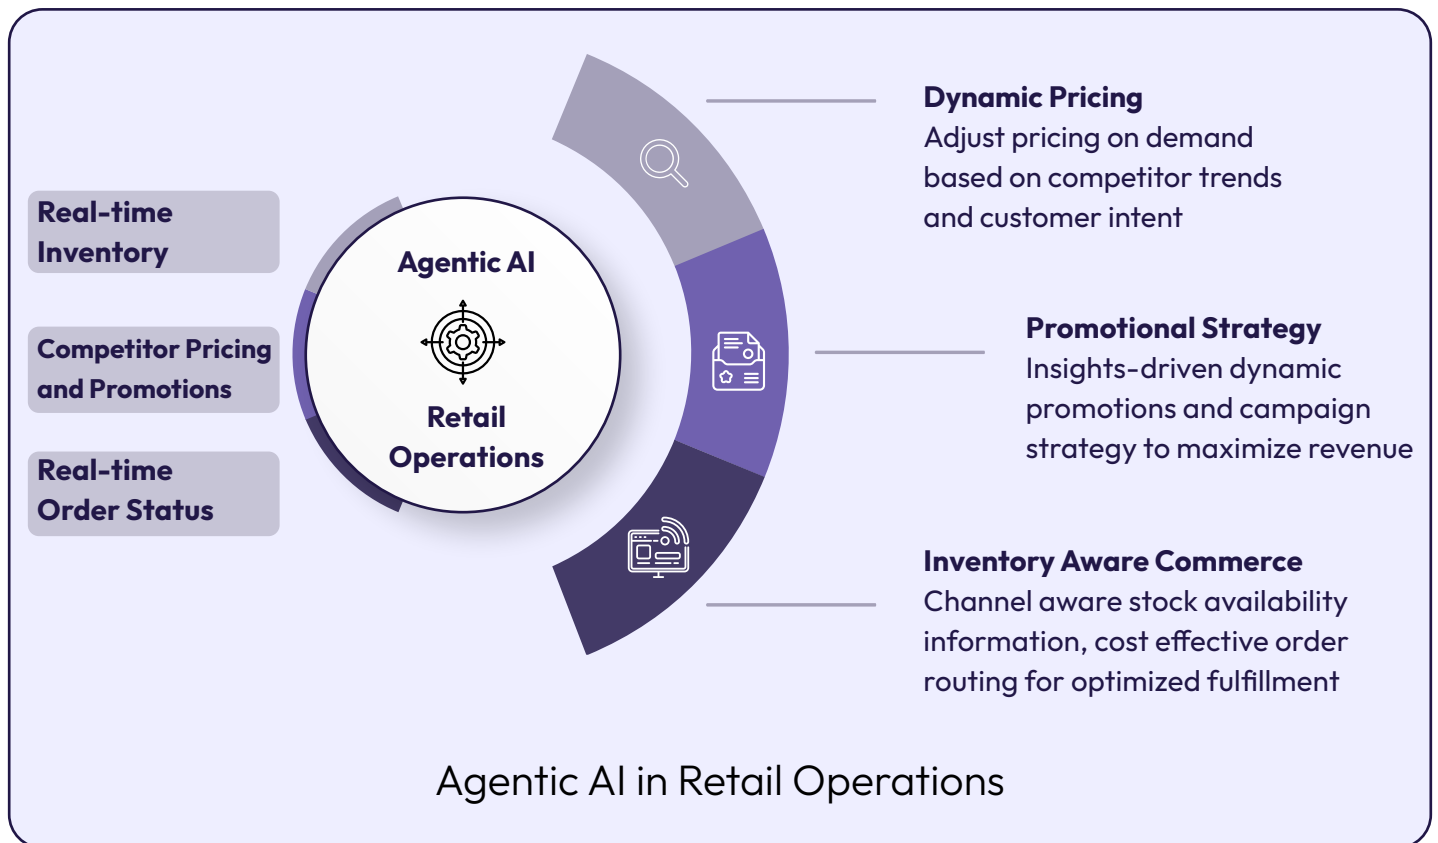 Real-time
Inventory
Competitor Pricing
and Promotions
Real-time
Order Status
Agentic AI
Retail
Operations
Dynamic Pricing
Adjust pricing on demand
based on competitor trends
and customer intent
Promotional Strategy
Insights-driven dynamic
promotions and campaign
strategy to maximize revenue
Inventory Aware Commerce
Channel aware stock availability
information, cost effective order
routing for optimized fulfillment
Agentic AI in Retail Operations